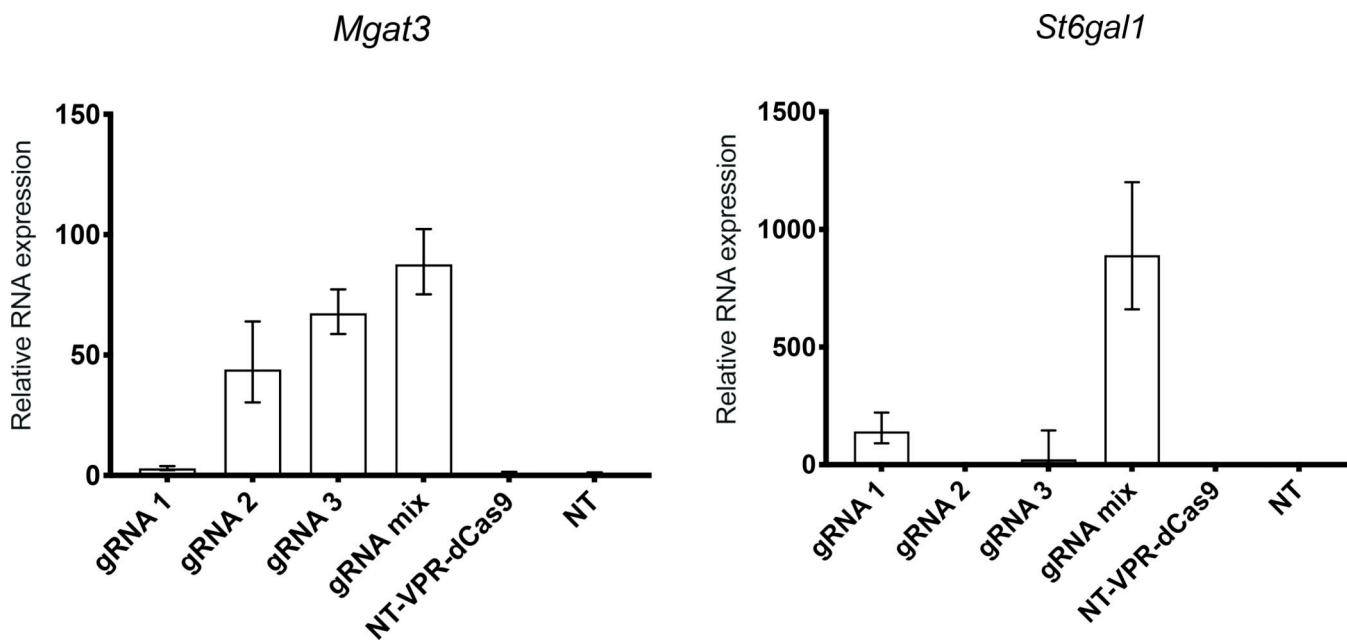 Mgat3
Relative RNA expression
150
100
50
0
gRNA 1
gRNA 2
gRNA 3
gRNA mix
NT-VPR-dCas9
NT
St6gal1
Relative RNA expression
1500
1000
500
0
gRNA 1
gRNA 2
gRNA 3
gRNA mix
NT-VPR-dCas9
NT